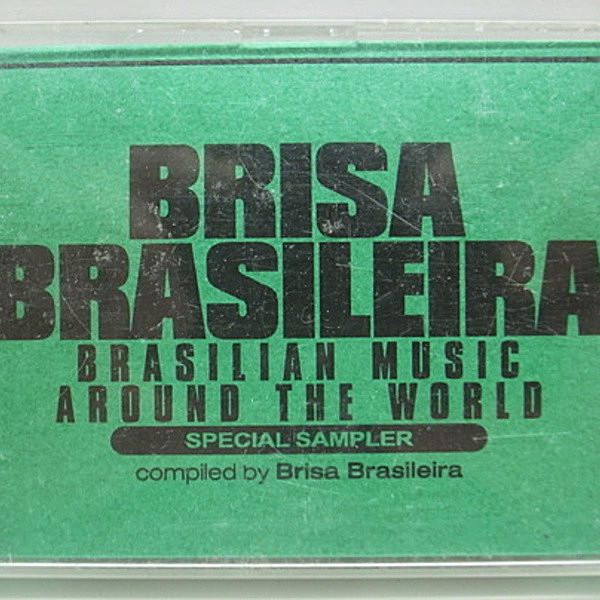 BRISA
BRASILEIRA
BRASILIAN MUSIC
AROUND THE WORLD
SPECIAL SAMPLER
compiled by Brisa Brasileira